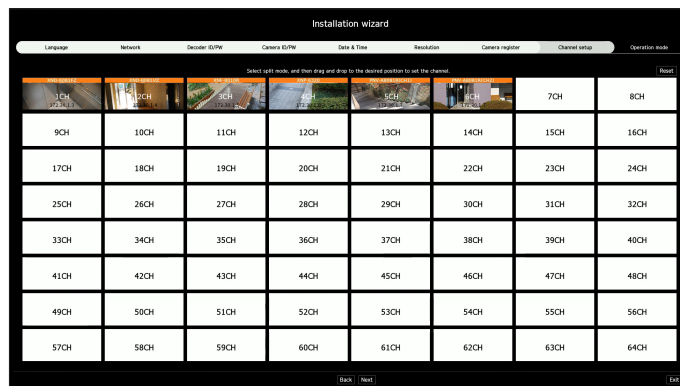 Installation wizard
Language Network Decoder ID/PW Camera ID/PW Date & Time Resolution Camera register Channel setup Operation mode
Select split mode, and then drag and drop to the desired position to set the channel. Reset
1CH 2CH 3CH 4CH 5CH 6CH 7CH 8CH
9CH 10CH 11CH 12CH 13CH 14CH 15CH 16CH
17CH 18CH 19CH 20CH 21CH 22CH 23CH 24CH
25CH 26CH 27CH 28CH 29CH 30CH 31CH 32CH
33CH 34CH 35CH 36CH 37CH 38CH 39CH 40CH
41CH 42CH 43CH 44CH 45CH 46CH 47CH 48CH
49CH 50CH 51CH 52CH 53CH 54CH 55CH 56CH
57CH 58CH 59CH 60CH 61CH 62CH 63CH 64CH
Back Next Exit